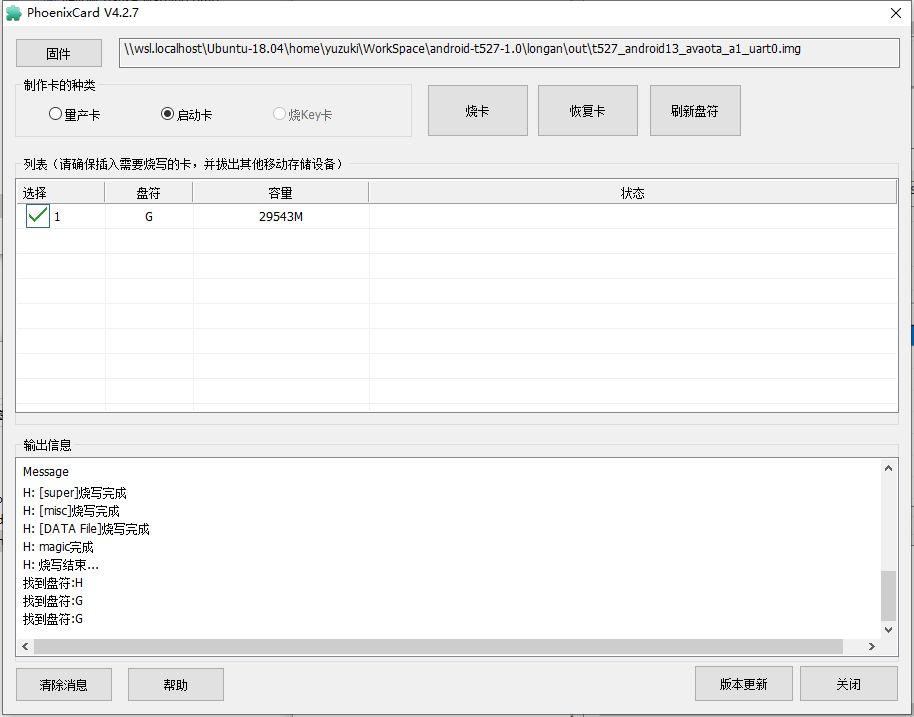 PhoenixCard V4.2.7
固件 \\wsl.localhost\Ubuntu-18.04\home\yuzuki\WorkSpace\android-t527-1.0\longan\out\t527_android13_avaota_a1_uart0.img
制作卡的种类
量产卡 启动卡 烧Key卡 烧卡 恢复卡 刷新盘符
列表（请确保插入需要烧写的卡，并拔出其他移动存储设备）
选择 盘符 容量 状态
1 G 29543M
输出信息
Message
H: [super]烧写完成
H: [misc]烧写完成
H: [DATA File]烧写完成
H: magic完成
H: 烧写结束...
找到盘符:H
找到盘符:G
找到盘符:G
清除消息 帮助 版本更新 关闭